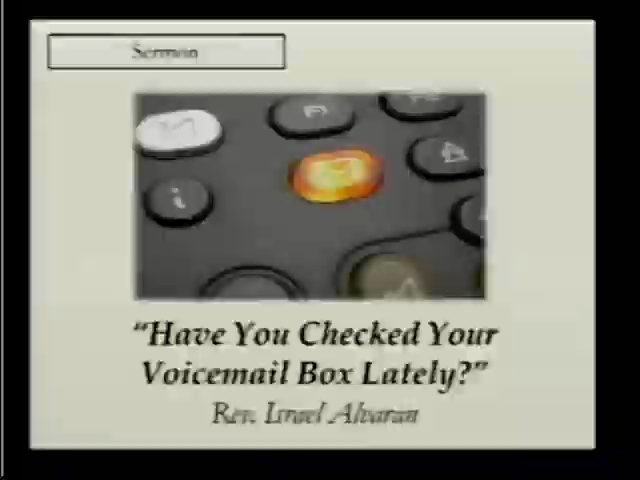 Sermon
i
“Have You Checked Your
Voicemail Box Lately?”
Rev. Israel Alvaran